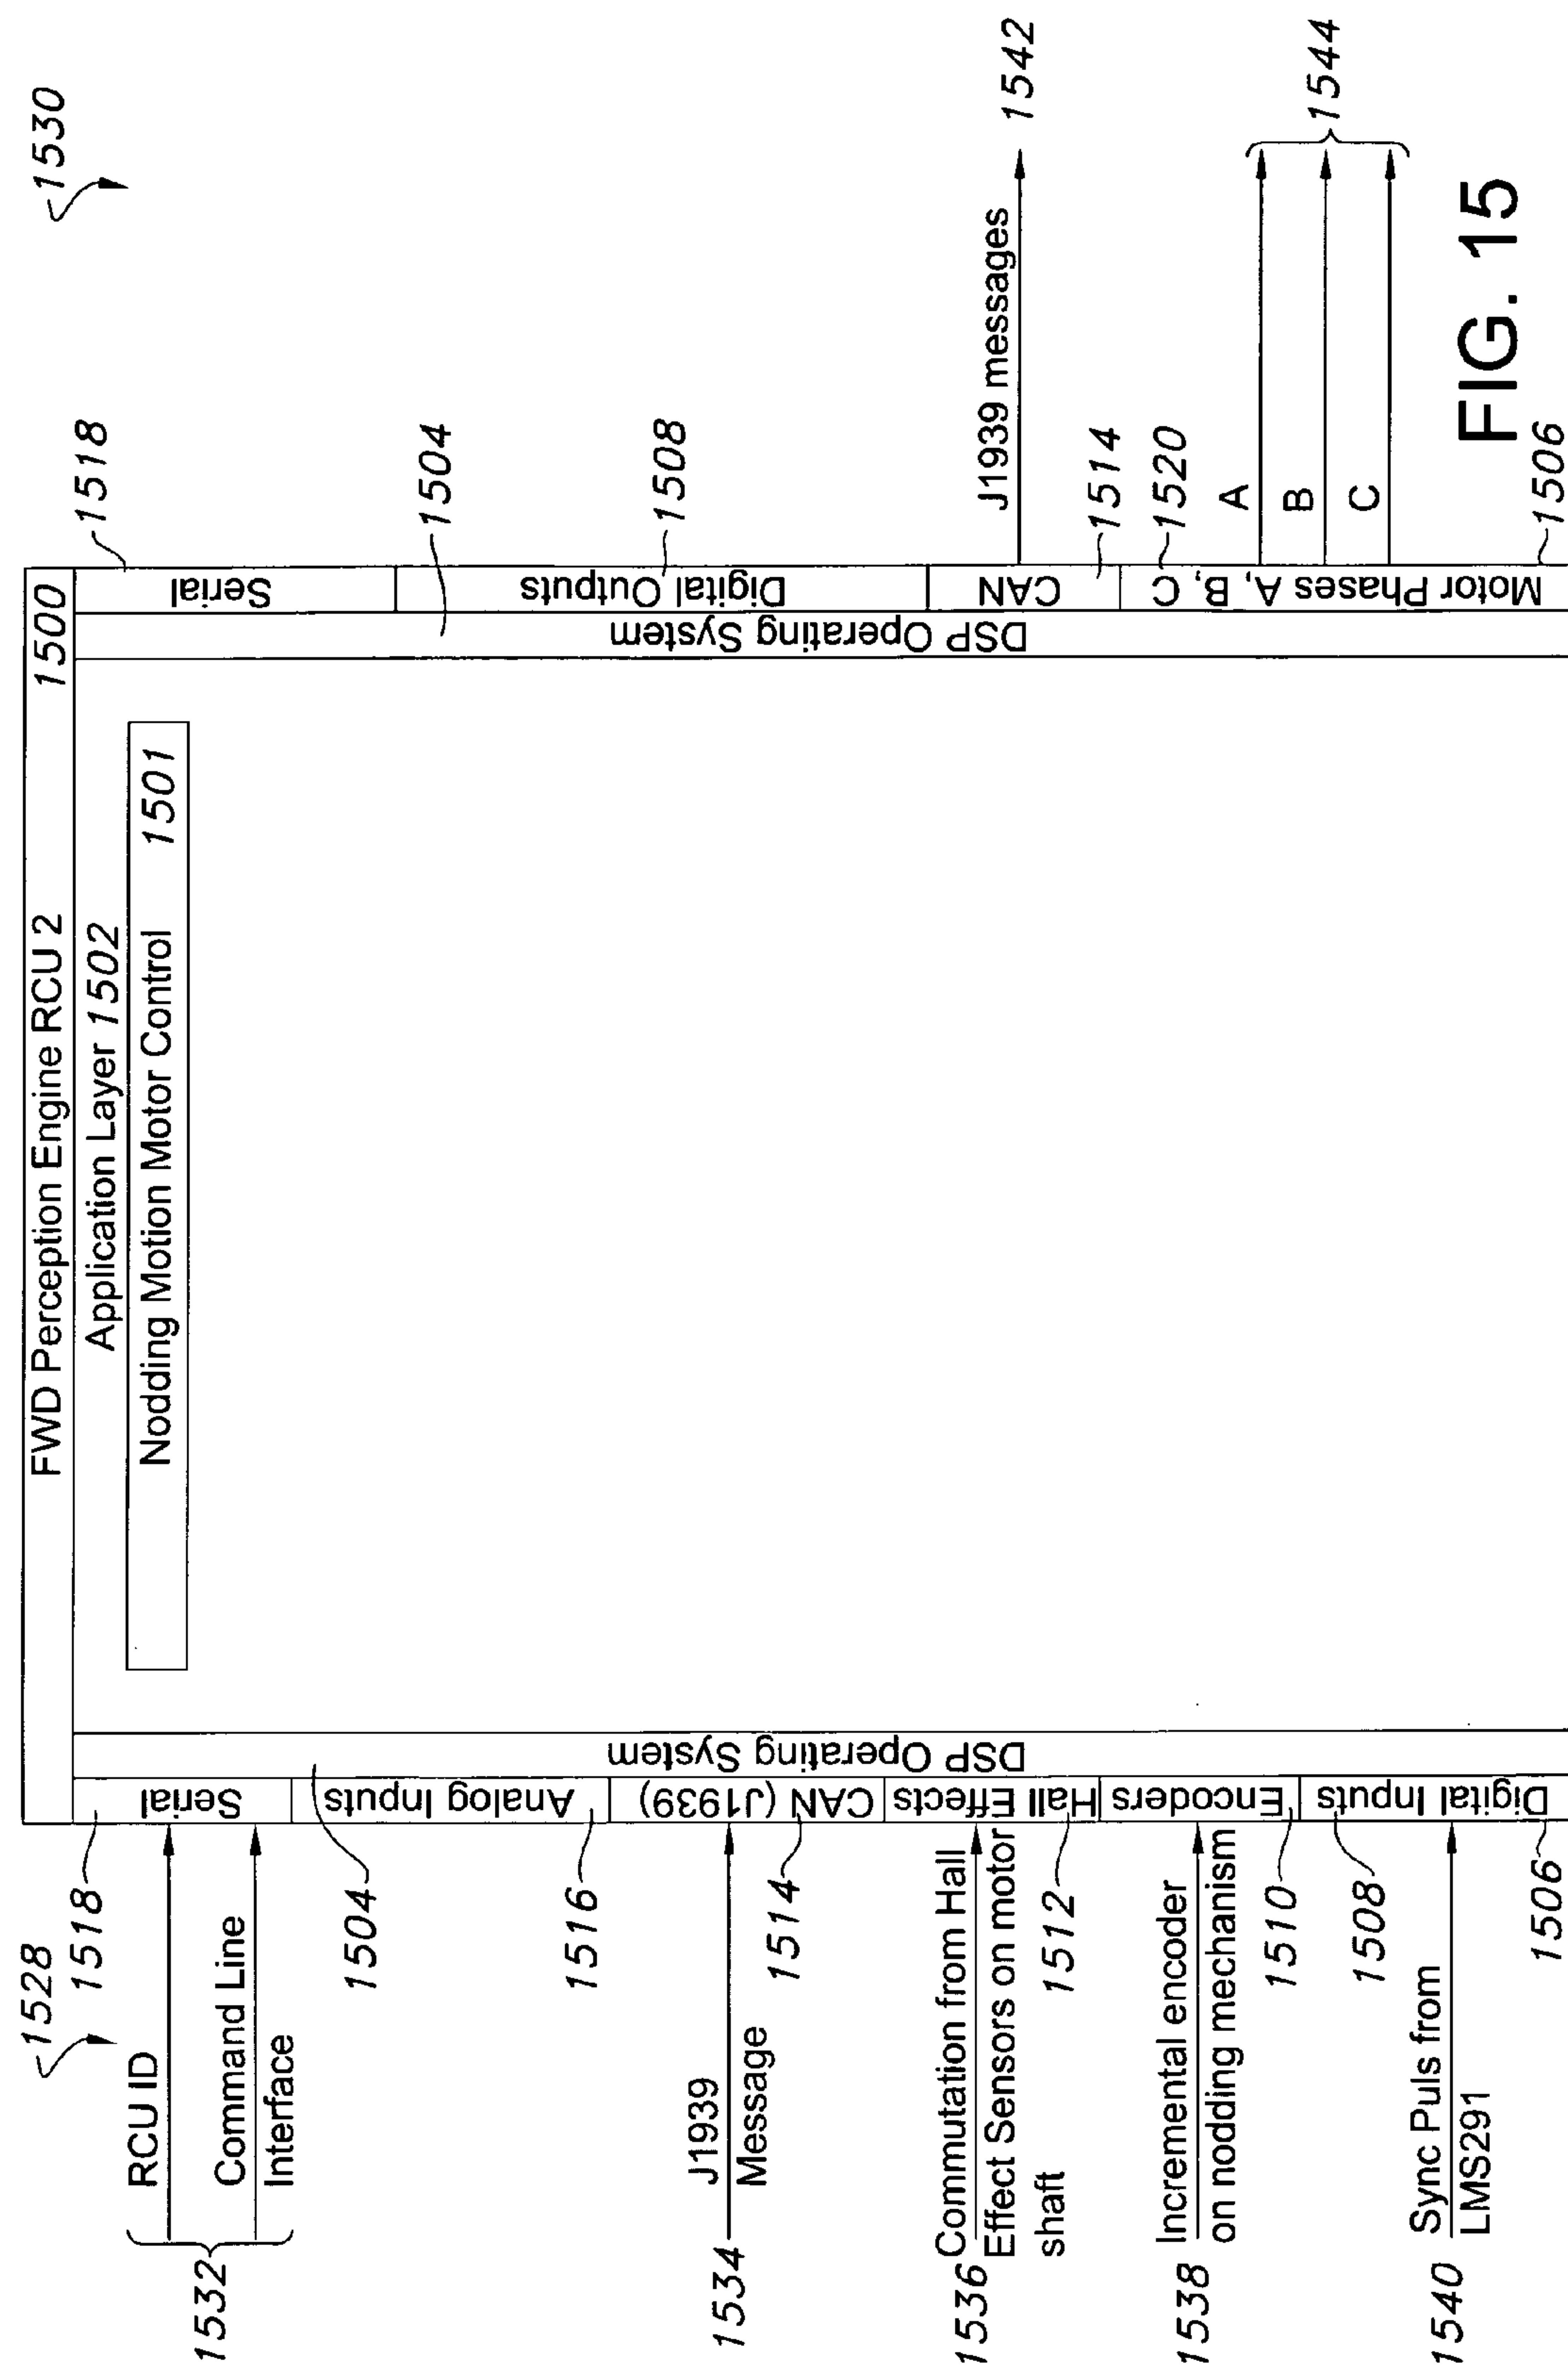 1528
1530
FWD Perception Engine RCU 2 1500
Application Layer 1502
Nodding Motion Motor Control 1501
1532
RCU ID
Command Line
Interface
1518
Serial
1504
DSP Operating System
1516
Analog Inputs
1534
J1939
Message
1514
CAN (J1939)
1536
Commutation from Hall
Effect Sensors on motor
shaft
1512
Hall Effects
1538
Incremental encoder
on nodding mechanism
1510
Encoders
1540
Sync Puls from
LMS291
1508
Digital Inputs
1506
DSP Operating System
1504
Serial
1518
Digital Outputs
1508
CAN
1514
J1939 messages
1542
Motor Phases A, B, C
1520
A
B
C
1544
1506
FIG. 15